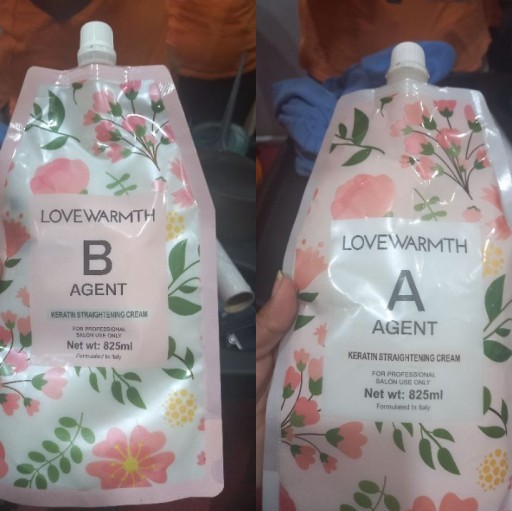 LOVEWARMTH
B
AGENT
KERATIN STRAIGHTENING CREAM
FOR PROFESSIONAL
SALON USE ONLY
Net wt: 825ml
Formulated In Italy
LOVEWARMTH
A
AGENT
KERATIN STRAIGHTENING CREAM
FOR PROFESSIONAL
SALON USE ONLY
Net wt: 825ml
Formulated In Italy